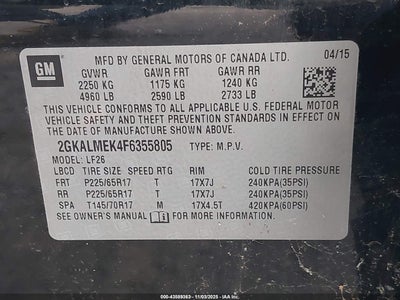 GM
MFD BY GENERAL MOTORS OF CANADA LTD. 04/15
GVWR GAWR FRT GAWR RR
2250 KG 1175 KG 1240 KG
4960 LB 2590 LB 2733 LB
THIS VEHICLE CONFORMS TO ALL APPLICABLE U.S. FEDERAL MOTOR
VEHICLE SAFETY AND THEFT PREVENTION STANDARDS IN EFFECT ON
THE DATE OF MANUFACTURE SHOWN ABOVE.
2GKALMEK4F6355805 TYPE: M.P.V.
MODEL: LF26
LBCD TIRE SIZE SPEED RTG RIM COLD TIRE PRESSURE
FRT P225/65R17 T 17X7J 240KPA(35PSI)
RR P225/65R17 T 17X7J 240KPA(35PSI)
SPA T145/70R17 M 17X4.5T 420KPA(60PSI)
SEE OWNER'S MANUAL FOR MORE INFORMATION.
000-43598363 - 11/03/2025 - iaai.com